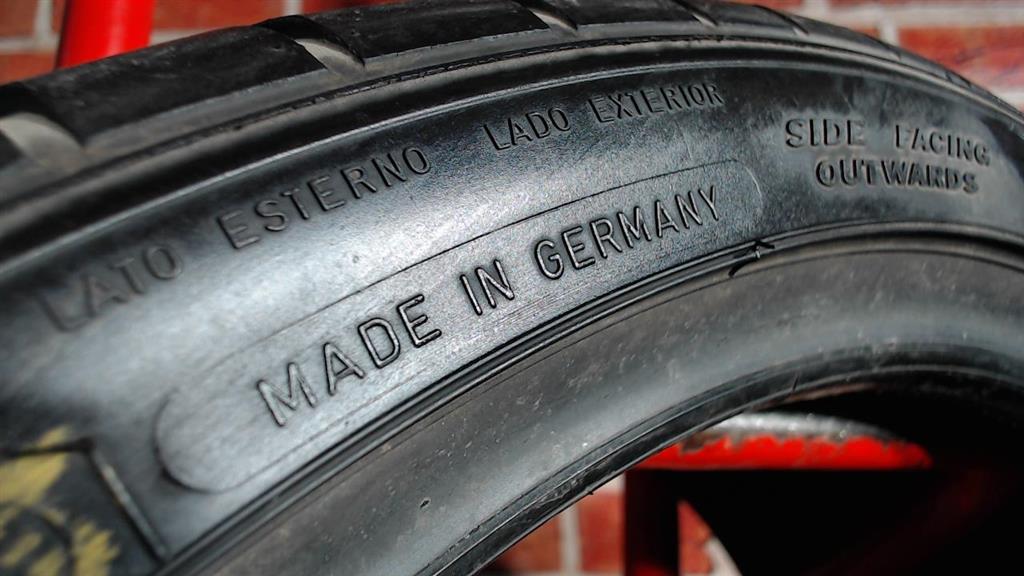 LATO ESTERNO LADO EXTERIOR
SIDE FACING
OUTWARDS
MADE IN GERMANY